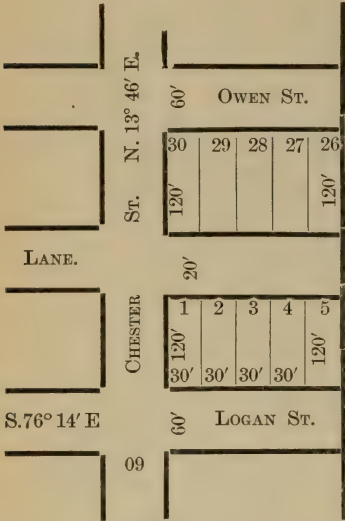 60'
OWEN ST.
CHESTER ST. N. 13° 46' E.
30 29 28 27 26
120' 120'
LANE.
20'
1 2 3 4 5
120' 120'
30' 30' 30' 30'
S. 76° 14' E
60'
LOGAN ST.
09